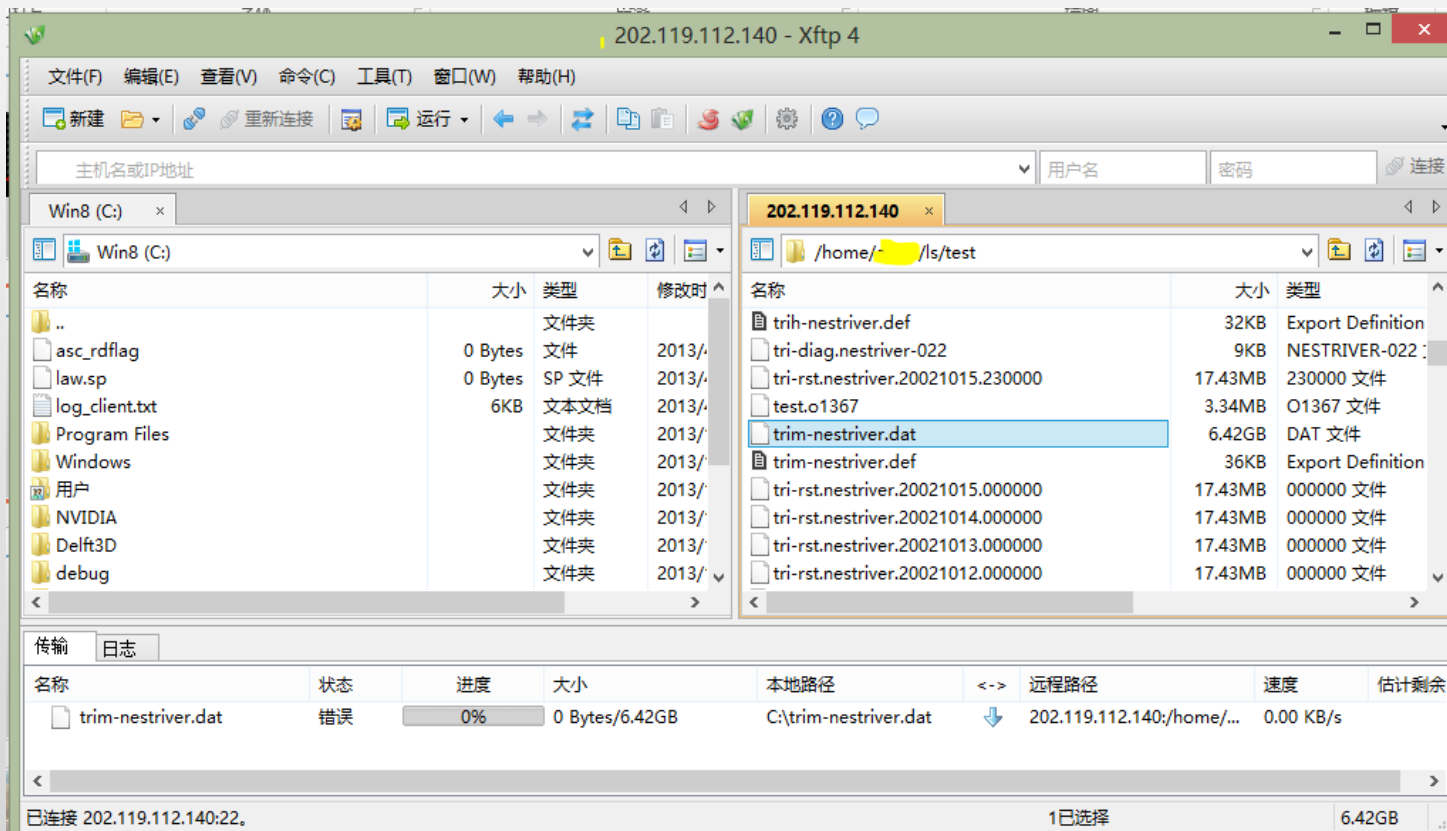 202.119.112.140 - Xftp 4
文件(F) 编辑(E) 查看(V) 命令(C) 工具(T) 窗口(W) 帮助(H)
新建 重新连接 运行
主机名或IP地址 用户名 密码 连接
Win8 (C:) × 202.119.112.140 ×
Win8 (C:) /home/ /ls/test
名称 大小 类型 修改时 名称 大小 类型
.. 文件夹 trih-nestriver.def 32KB Export Definition
asc_rdflag 0 Bytes 文件 2013/ tri-diag.nestriver-022 9KB NESTRIVER-022
law.sp 0 Bytes SP 文件 2013/ tri-rst.nestriver.20021015.230000 17.43MB 230000 文件
log_client.txt 6KB 文本文档 2013/ test.o1367 3.34MB O1367 文件
Program Files 文件夹 2013/ trim-nestriver.dat 6.42GB DAT 文件
Windows 文件夹 2013/ trim-nestriver.def 36KB Export Definition
用户 文件夹 2013/ tri-rst.nestriver.20021015.000000 17.43MB 000000 文件
NVIDIA 文件夹 2013/ tri-rst.nestriver.20021014.000000 17.43MB 000000 文件
Delft3D 文件夹 2013/ tri-rst.nestriver.20021013.000000 17.43MB 000000 文件
debug 文件夹 2013/ tri-rst.nestriver.20021012.000000 17.43MB 000000 文件
传输 日志
名称 状态 进度 大小 本地路径 <-> 远程路径 速度 估计剩余
trim-nestriver.dat 错误 0% 0 Bytes/6.42GB C:\trim-nestriver.dat 202.119.112.140:/home/... 0.00 KB/s
已连接 202.119.112.140:22。 1已选择 6.42GB